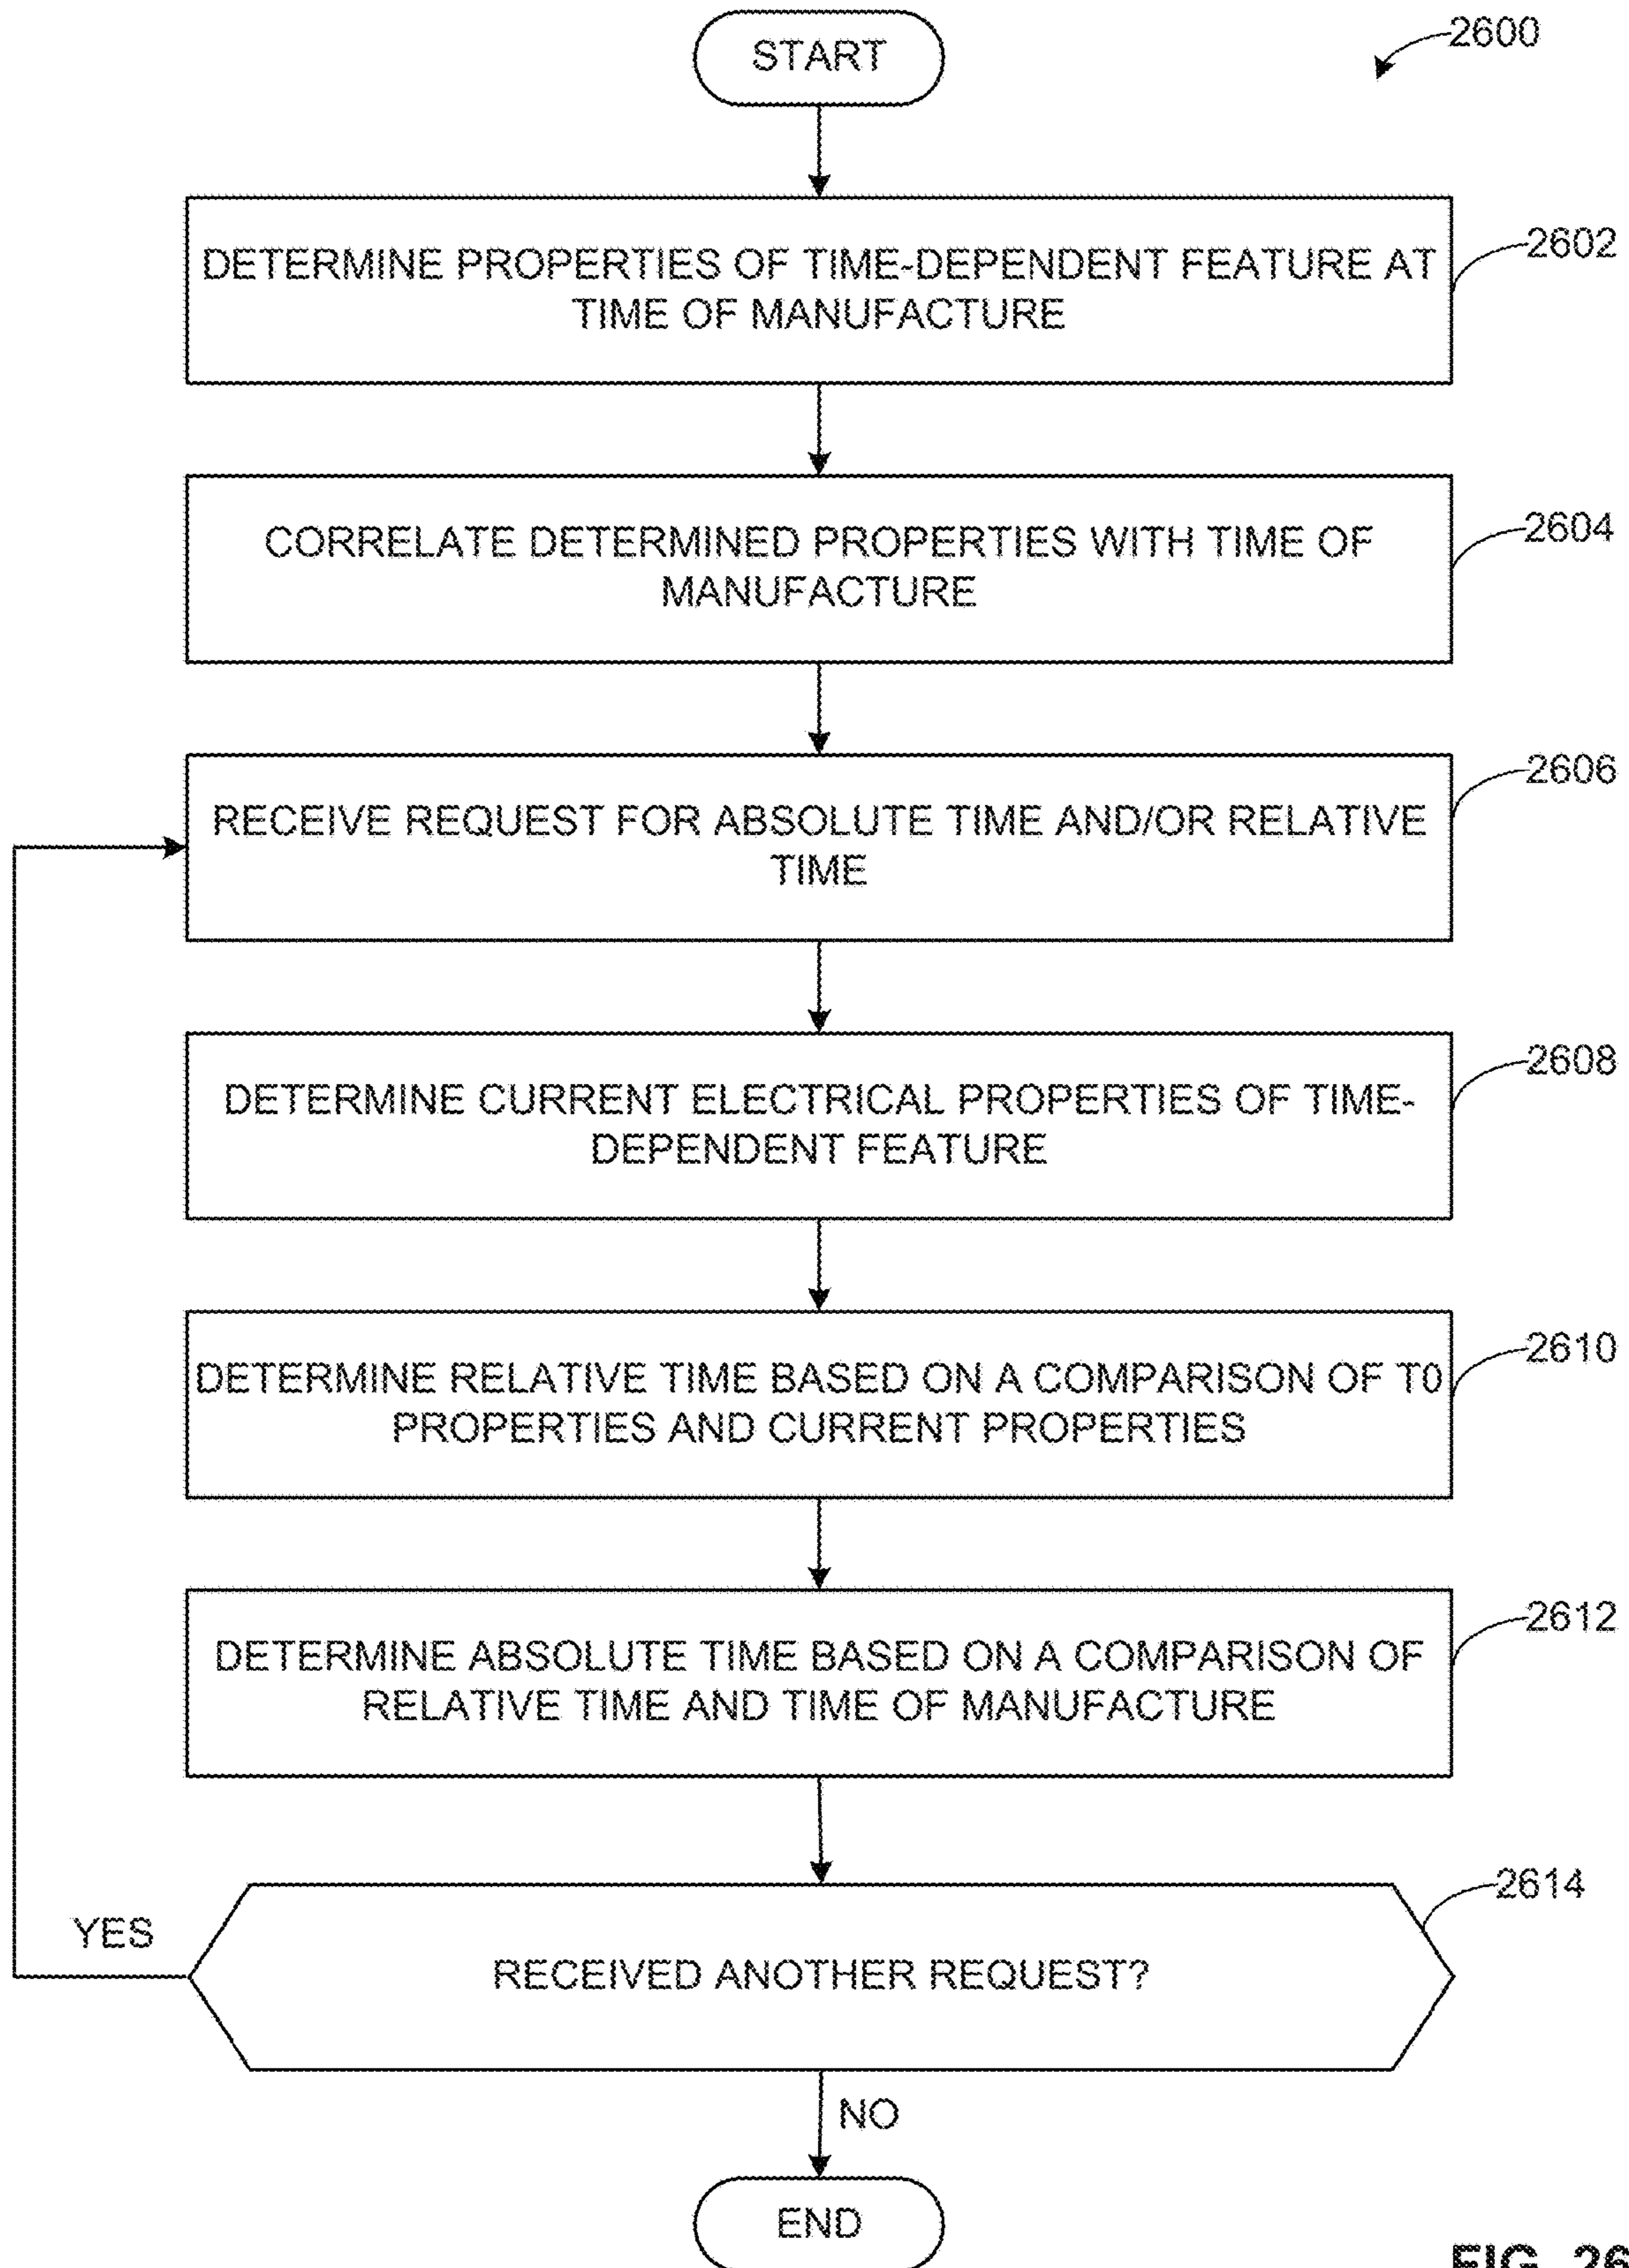 START
2600
DETERMINE PROPERTIES OF TIME-DEPENDENT FEATURE AT
TIME OF MANUFACTURE
2602
CORRELATE DETERMINED PROPERTIES WITH TIME OF
MANUFACTURE
2604
RECEIVE REQUEST FOR ABSOLUTE TIME AND/OR RELATIVE
TIME
2606
DETERMINE CURRENT ELECTRICAL PROPERTIES OF TIME-
DEPENDENT FEATURE
2608
DETERMINE RELATIVE TIME BASED ON A COMPARISON OF T0
PROPERTIES AND CURRENT PROPERTIES
2610
DETERMINE ABSOLUTE TIME BASED ON A COMPARISON OF
RELATIVE TIME AND TIME OF MANUFACTURE
2612
RECEIVED ANOTHER REQUEST?
2614
YES
NO
END
FIG. 26